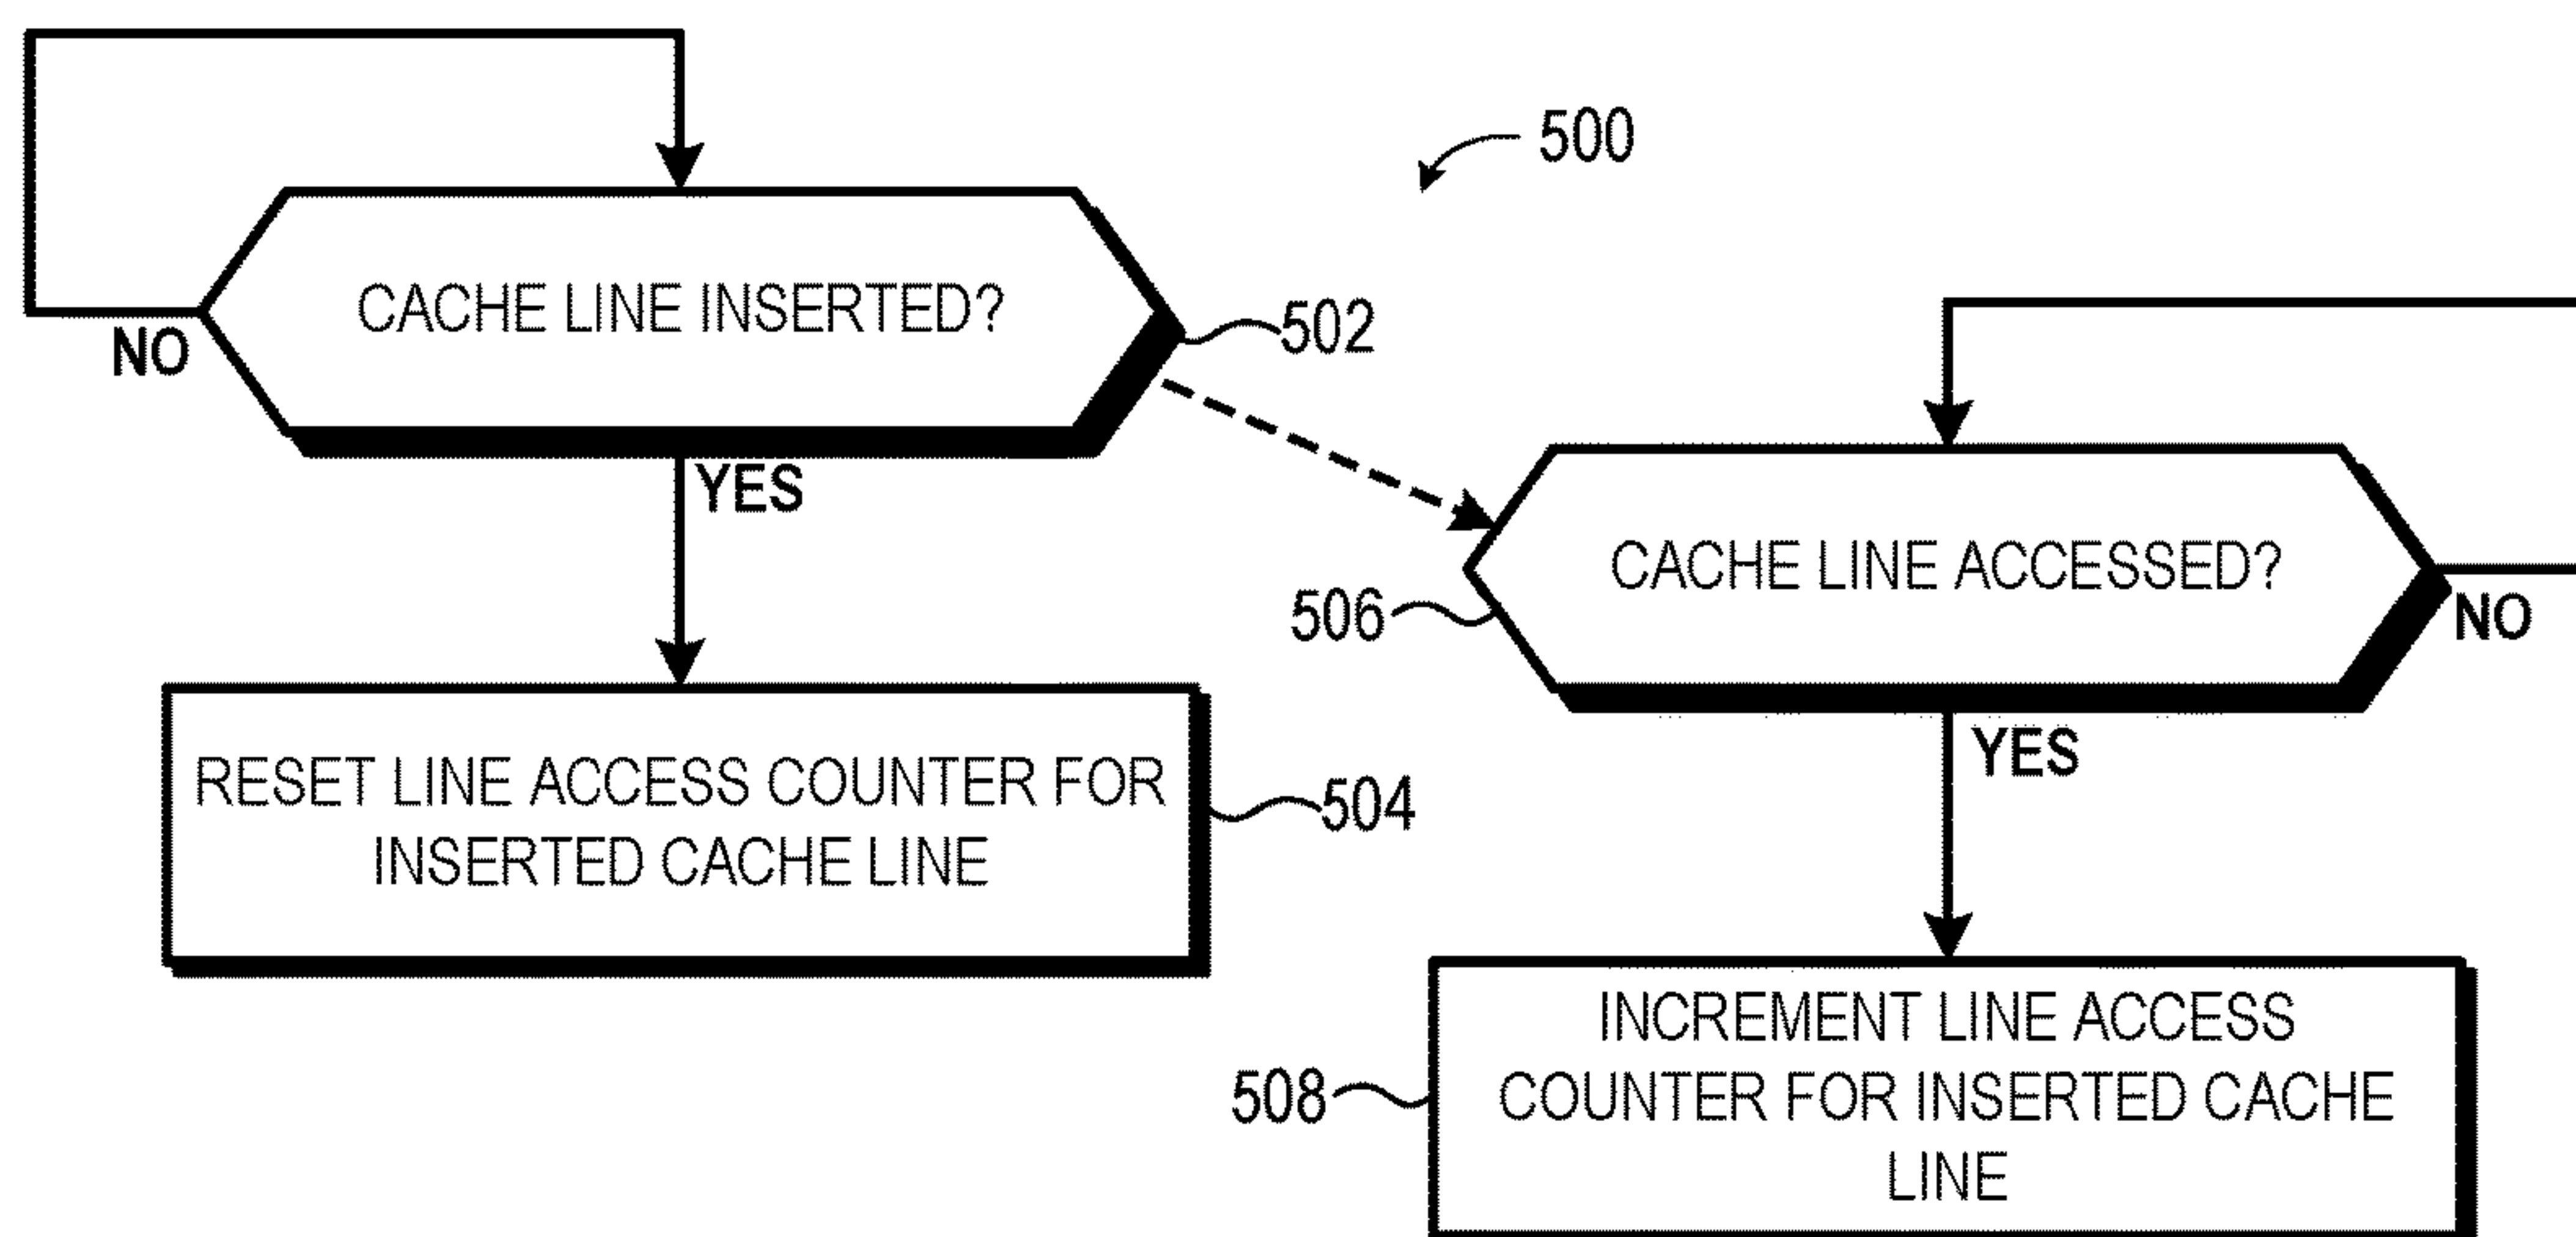 500
CACHE LINE INSERTED?
502
NO
YES
CACHE LINE ACCESSED?
506
NO
YES
RESET LINE ACCESS COUNTER FOR
INSERTED CACHE LINE
504
INCREMENT LINE ACCESS
COUNTER FOR INSERTED CACHE
LINE
508